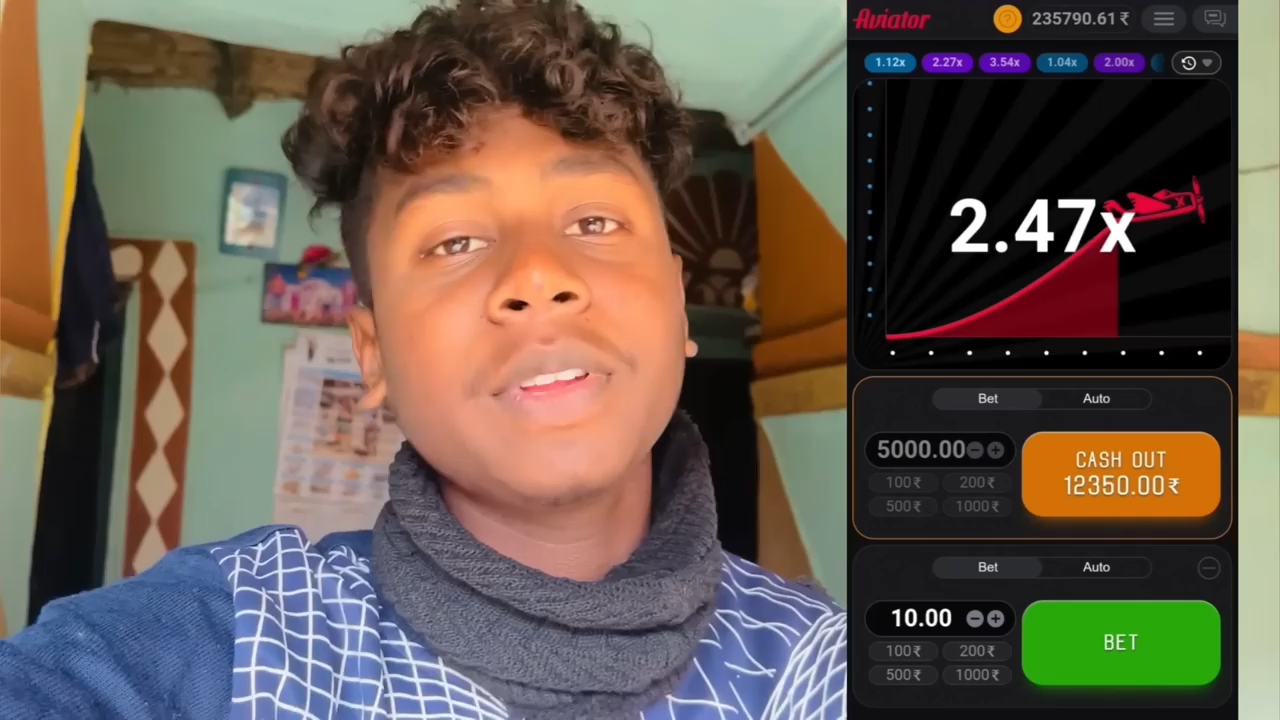 Aviator
235790.61 ₹
1.12x 2.27x 3.54x 1.04x 2.00x
2.47x
Bet Auto
5000.00
CASH OUT
12350.00₹
100₹ 200₹
500₹ 1000₹
Bet Auto
10.00
BET
100₹ 200₹
500₹ 1000₹